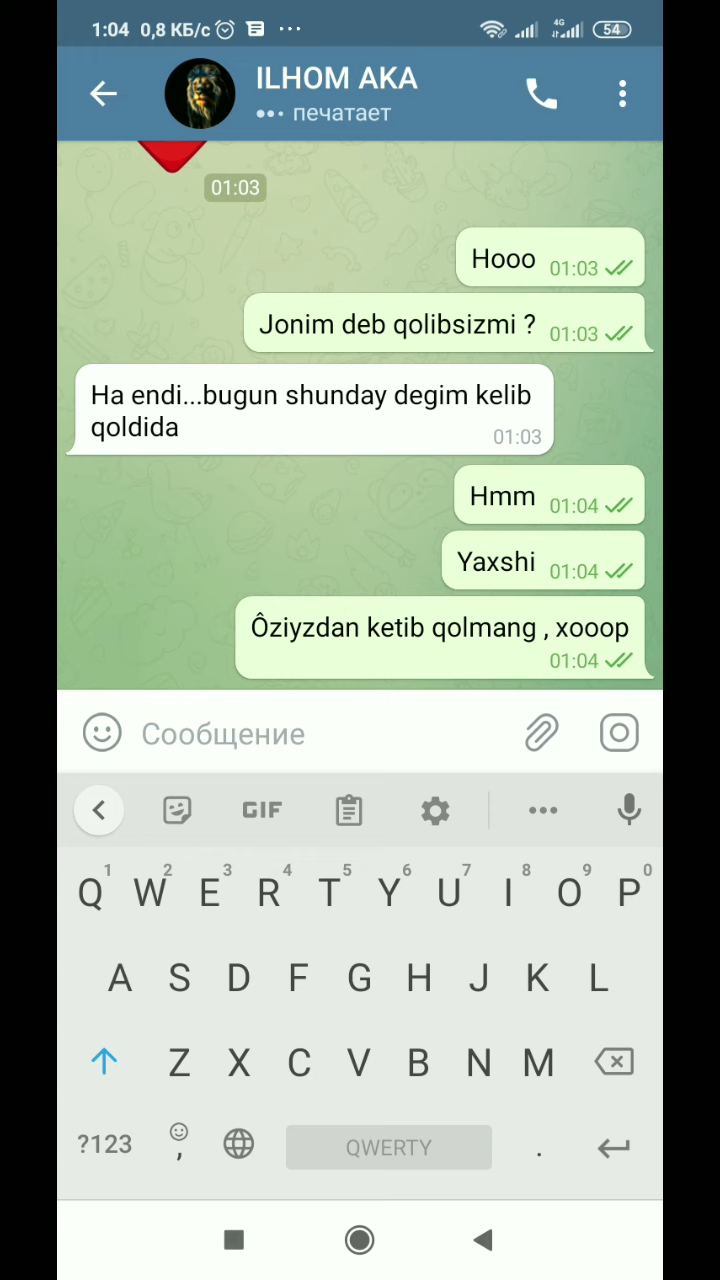 1:04 0,8 КБ/с ...
4G 54
ILHOM AKA
••• печатает
01:03
Hooo 01:03
Jonim deb qolibsizmi ? 01:03
Ha endi...bugun shunday degim kelib
qoldida 01:03
Hmm 01:04
Yaxshi 01:04
Ôziyzdan ketib qolmang , xooop
01:04
Сообщение
GIF •••
1 2 3 4 5 6 7 8 9 0
Q W E R T Y U I O P
A S D F G H J K L
Z X C V B N M
?123 , QWERTY .